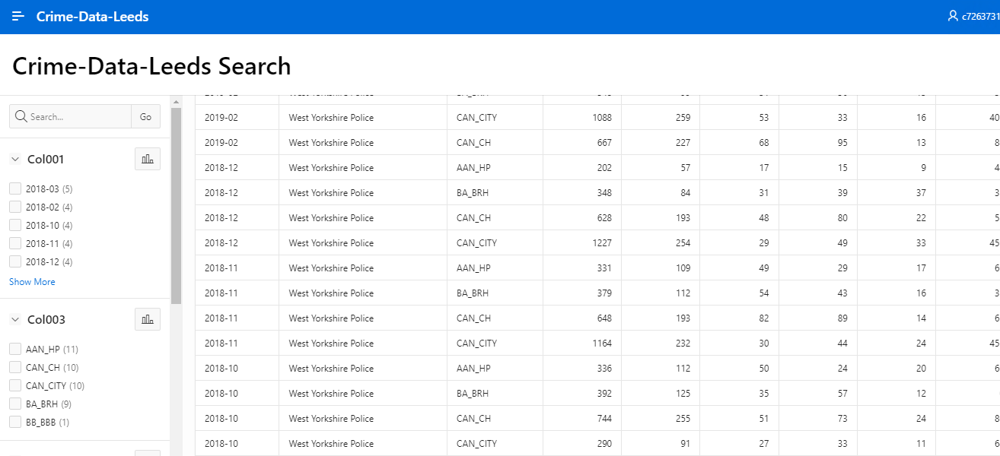 Crime-Data-Leeds
c7263731
Crime-Data-Leeds Search
Search...
Go
Col001
2018-03 (5)
2018-02 (4)
2018-10 (4)
2018-11 (4)
2018-12 (4)
Show More
Col003
AAN_HP (11)
CAN_CH (10)
CAN_CITY (10)
BA_BRH (9)
BB_BBB (1)
2019-02 West Yorkshire Police CAN_CITY 1088 259 53 33 16 40
2019-02 West Yorkshire Police CAN_CH 667 227 68 95 13 8
2018-12 West Yorkshire Police AAN_HP 202 57 17 15 9 4
2018-12 West Yorkshire Police BA_BRH 348 84 31 39 37 3
2018-12 West Yorkshire Police CAN_CH 628 193 48 80 22 5
2018-12 West Yorkshire Police CAN_CITY 1227 254 29 49 33 45
2018-11 West Yorkshire Police AAN_HP 331 109 49 29 17 6
2018-11 West Yorkshire Police BA_BRH 379 112 54 43 16 3
2018-11 West Yorkshire Police CAN_CH 648 193 82 89 14 6
2018-11 West Yorkshire Police CAN_CITY 1164 232 30 44 24 45
2018-10 West Yorkshire Police AAN_HP 336 112 50 24 20 6
2018-10 West Yorkshire Police BA_BRH 392 125 35 57 12
2018-10 West Yorkshire Police CAN_CH 744 255 51 73 24 8
2018-10 West Yorkshire Police CAN_CITY 290 91 27 33 11 6